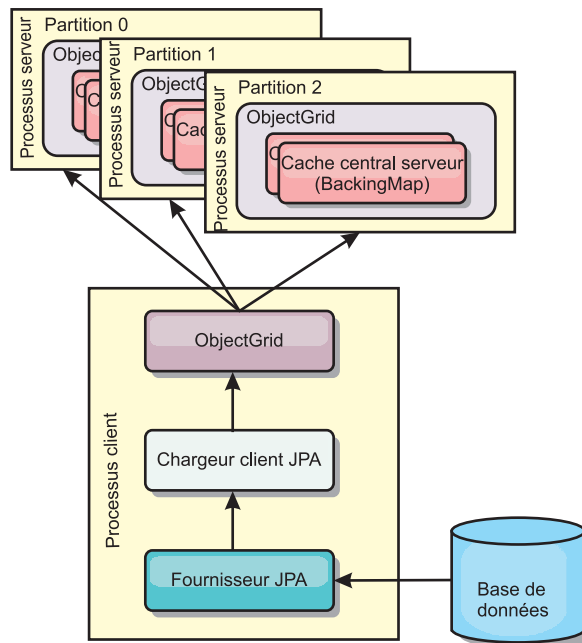 Partition 0
Processus serveur
Partition 1
Processus serveur
Partition 2
Processus serveur
ObjectGrid
Cache central serveur
(BackingMap)
ObjectGrid
Chargeur client JPA
Fournisseur JPA
Processus client
Base de
données